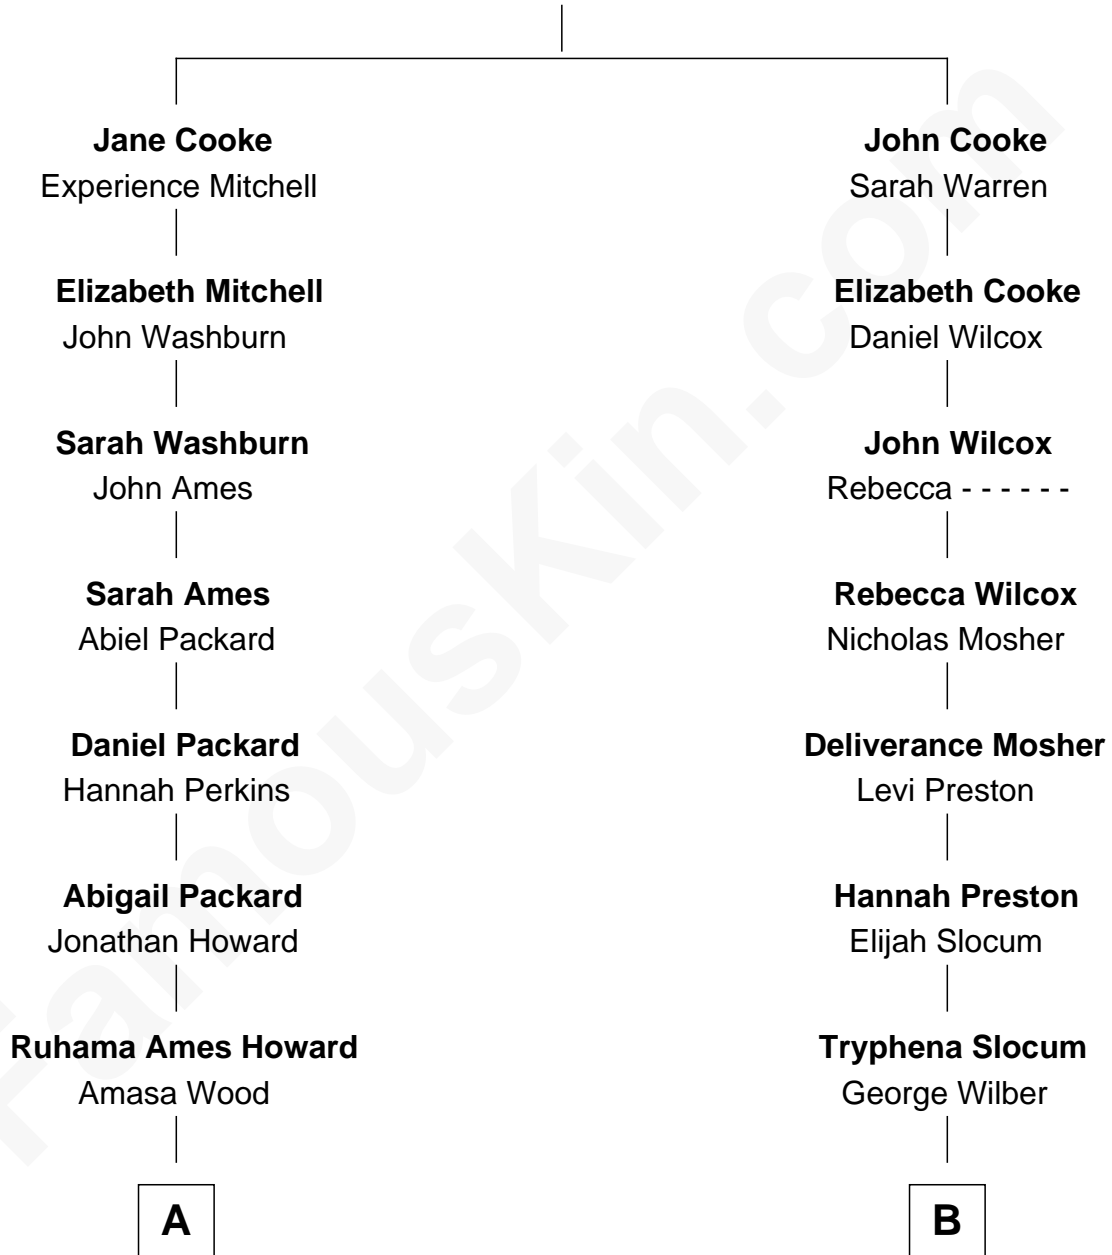 Jane Cooke
Experience Mitchell
John Cooke
Sarah Warren
Elizabeth Mitchell
John Washburn
Elizabeth Cooke
Daniel Wilcox
Sarah Washburn
John Ames
John Wilcox
Rebecca - - - - - -
Sarah Ames
Abiel Packard
Rebecca Wilcox
Nicholas Mosher
Daniel Packard
Hannah Perkins
Deliverance Mosher
Levi Preston
Abigail Packard
Jonathan Howard
Hannah Preston
Elijah Slocum
Ruhama Ames Howard
Amasa Wood
Tryphena Slocum
George Wilber
A
B
FamousKin.com